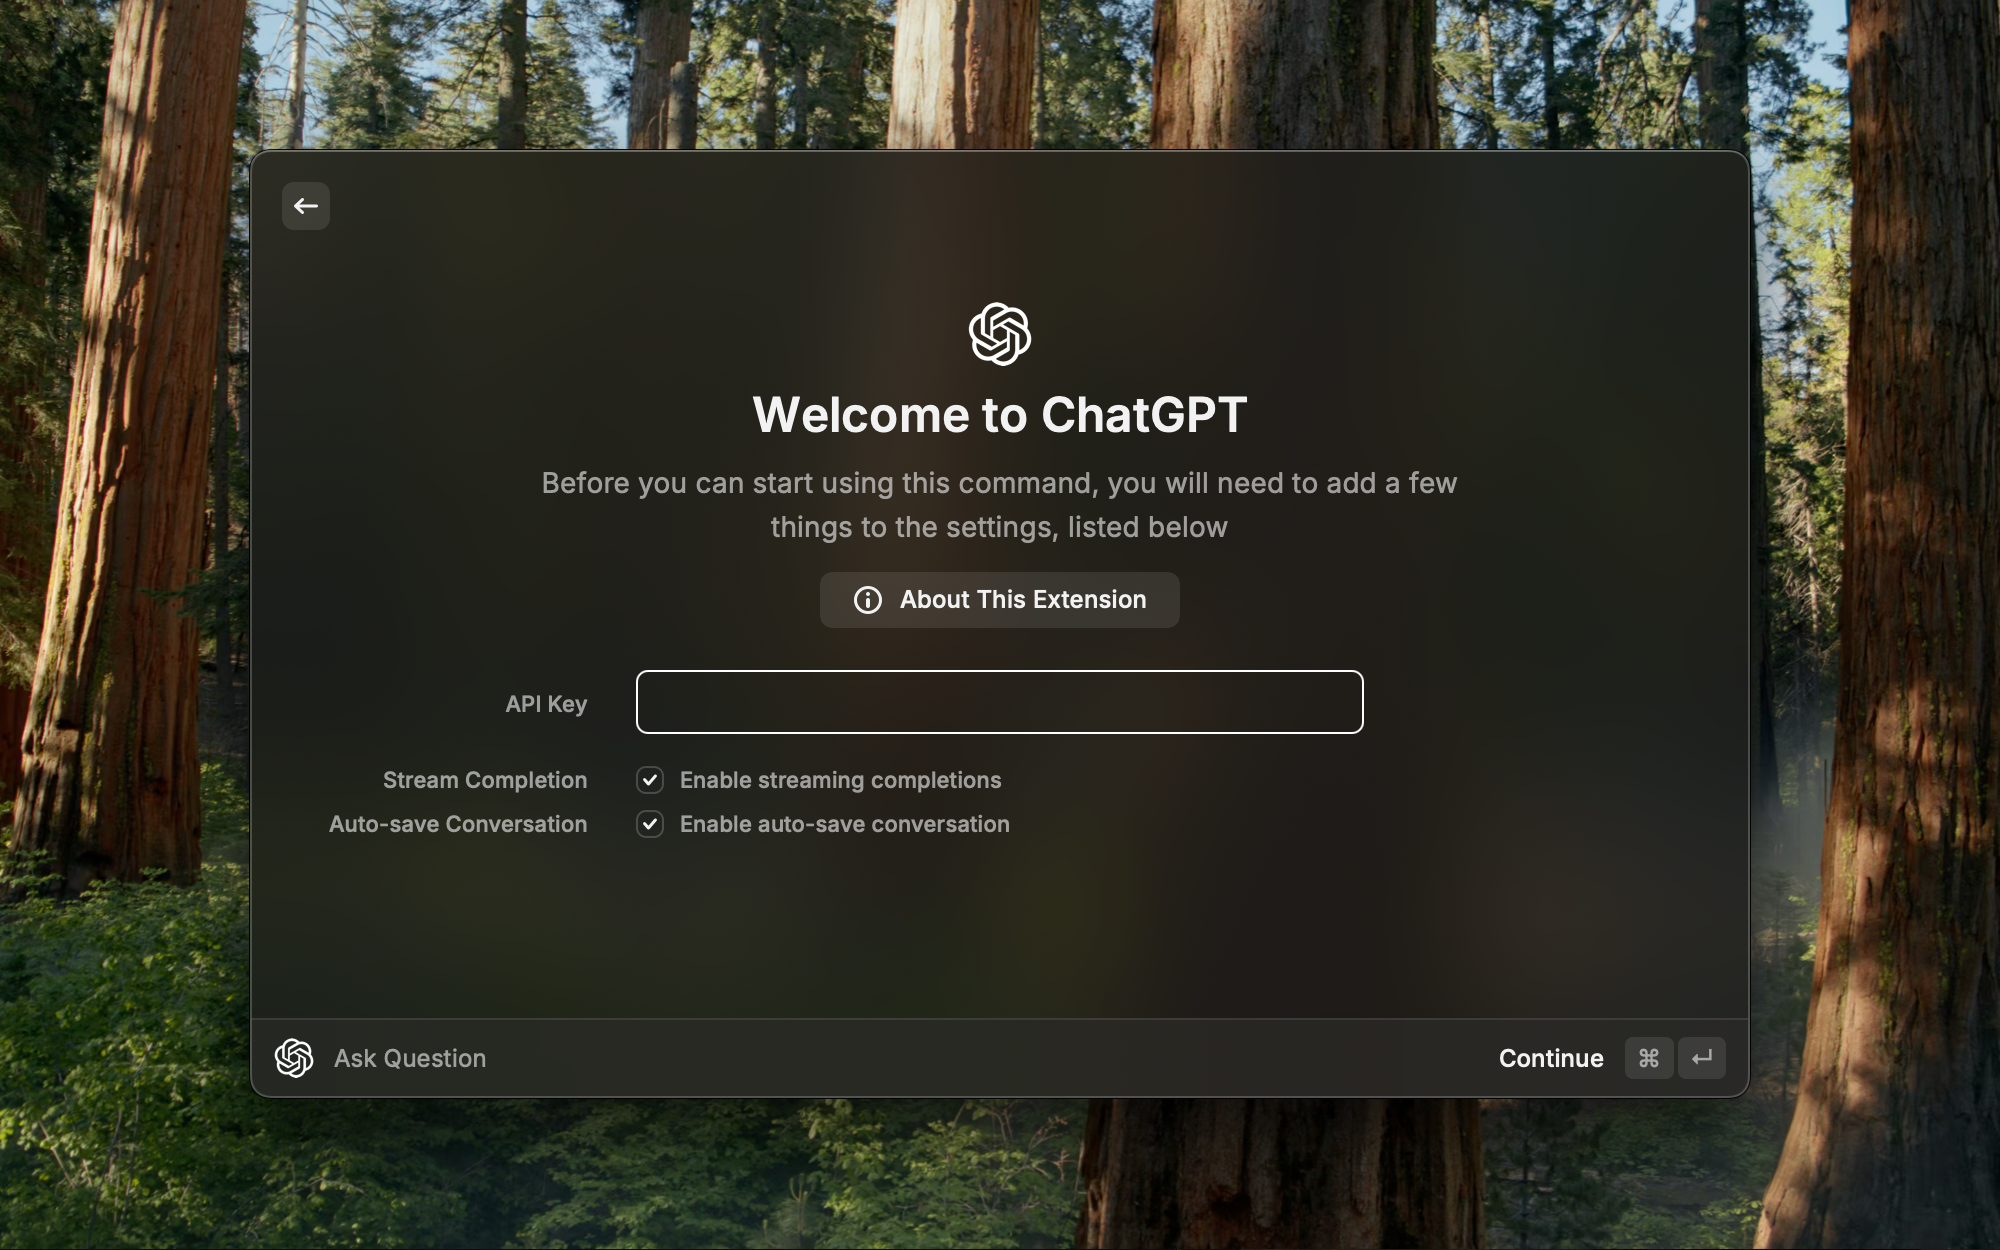 Welcome to ChatGPT
Before you can start using this command, you will need to add a few
things to the settings, listed below
About This Extension
API Key
Stream Completion
Enable streaming completions
Auto-save Conversation
Enable auto-save conversation
Ask Question
Continue ⌘ ↵